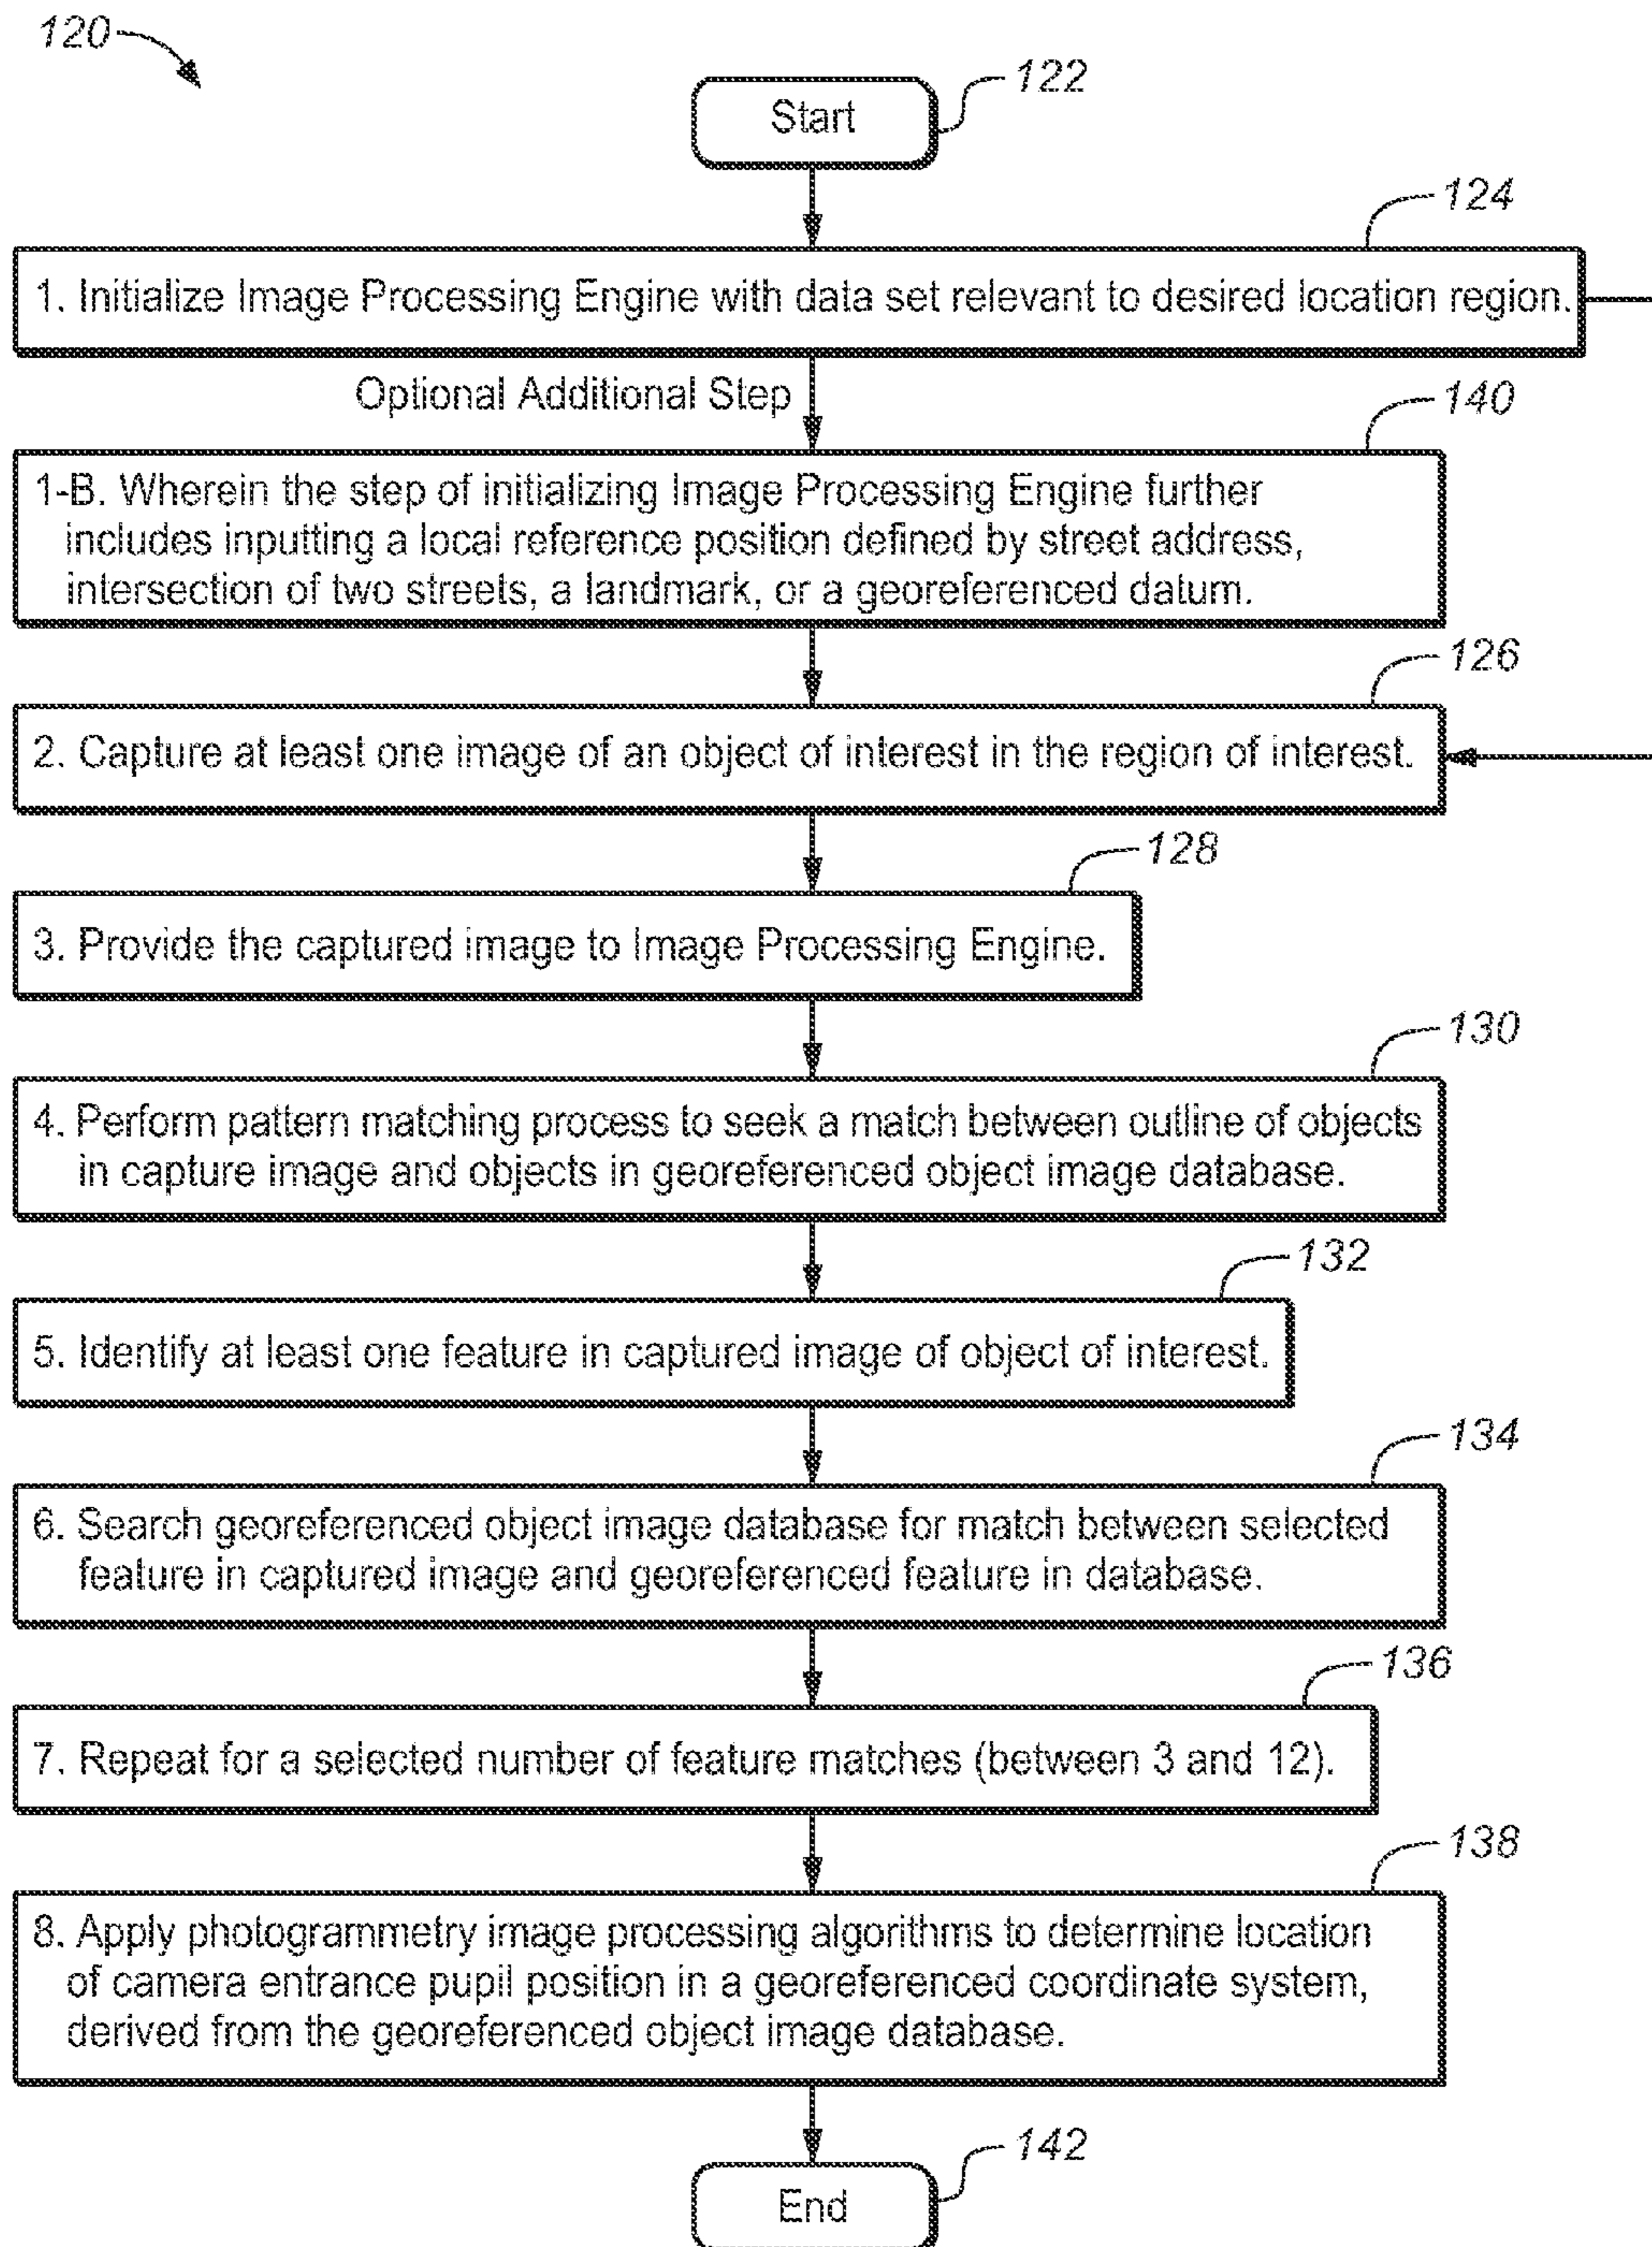 120
Start
122
124
1. Initialize Image Processing Engine with data set relevant to desired location region.
Optional Additional Step
140
1-B. Wherein the step of initializing Image Processing Engine further
includes inputting a local reference position defined by street address,
intersection of two streets, a landmark, or a georeferenced datum.
126
2. Capture at least one image of an object of interest in the region of interest.
128
3. Provide the captured image to Image Processing Engine.
130
4. Perform pattern matching process to seek a match between outline of objects
in capture image and objects in georeferenced object image database.
132
5. Identify at least one feature in captured image of object of interest.
134
6. Search georeferenced object image database for match between selected
feature in captured image and georeferenced feature in database.
136
7. Repeat for a selected number of feature matches (between 3 and 12).
138
8. Apply photogrammetry image processing algorithms to determine location
of camera entrance pupil position in a georeferenced coordinate system,
derived from the georeferenced object image database.
142
End